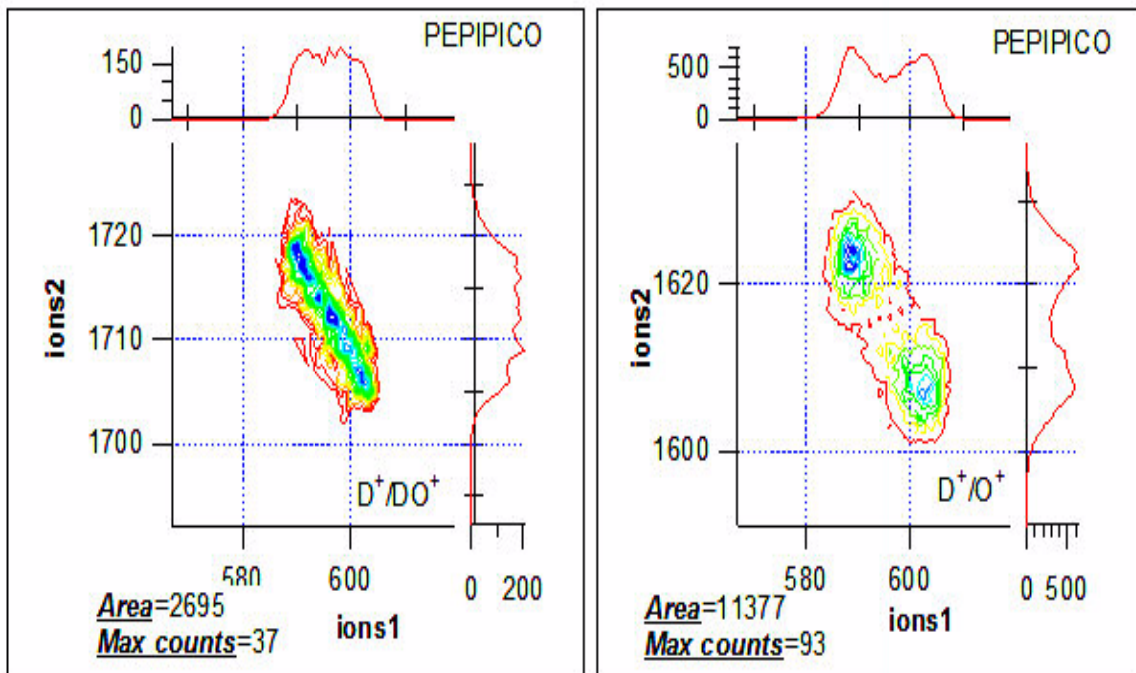 PEPIPICO
150
0
1720
1710
1700
ions2
D⁺/DO⁺
580
600
0 200
ions1
Area=2695
Max counts=37
PEPIPICO
500
0
1620
1600
ions2
D⁺/O⁺
580
600
0 500
ions1
Area=11377
Max counts=93